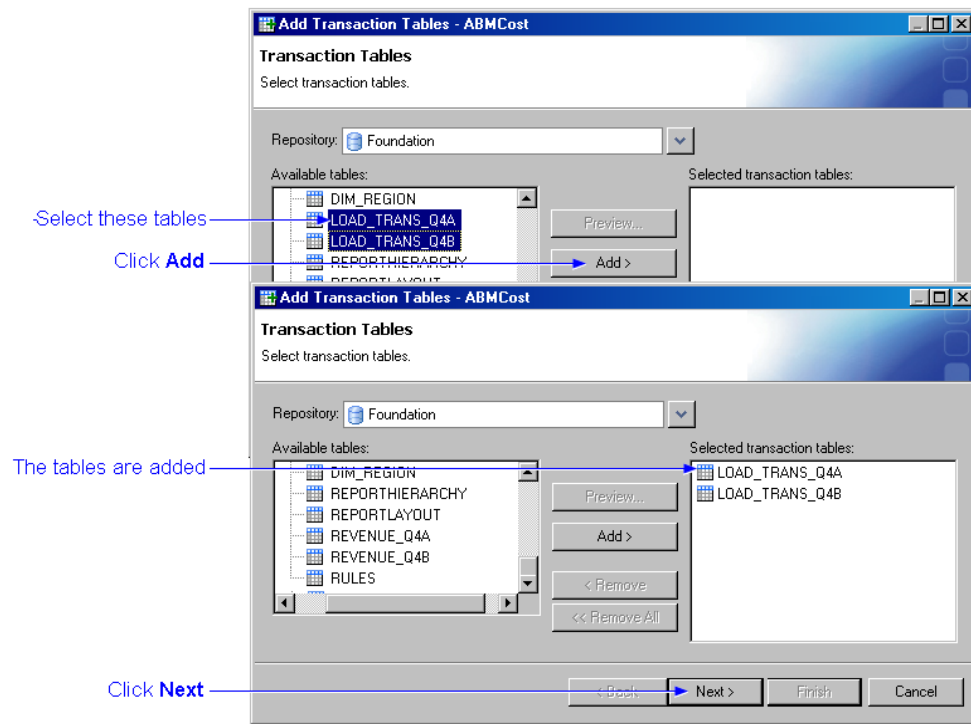 Add Transaction Tables - ABMCost
Transaction Tables
Select transaction tables.
Repository: Foundation
Available tables:
Selected transaction tables:
DIM_REGION
-Select these tables
LOAD_TRANS_Q4A
Preview...
LOAD_TRANS_Q4B
Click Add
REPORTHIERARCHY
Add >
REPORTLAYOUT
Add Transaction Tables - ABMCost
Transaction Tables
Select transaction tables.
Repository: Foundation
Available tables:
Selected transaction tables:
The tables are added
DIM_REGION
LOAD_TRANS_Q4A
REPORTHIERARCHY
Preview...
LOAD_TRANS_Q4B
REPORTLAYOUT
REVENUE_Q4A
Add >
REVENUE_Q4B
RULES
< Remove
<< Remove All
Click Next
< Back
Next >
Finish
Cancel